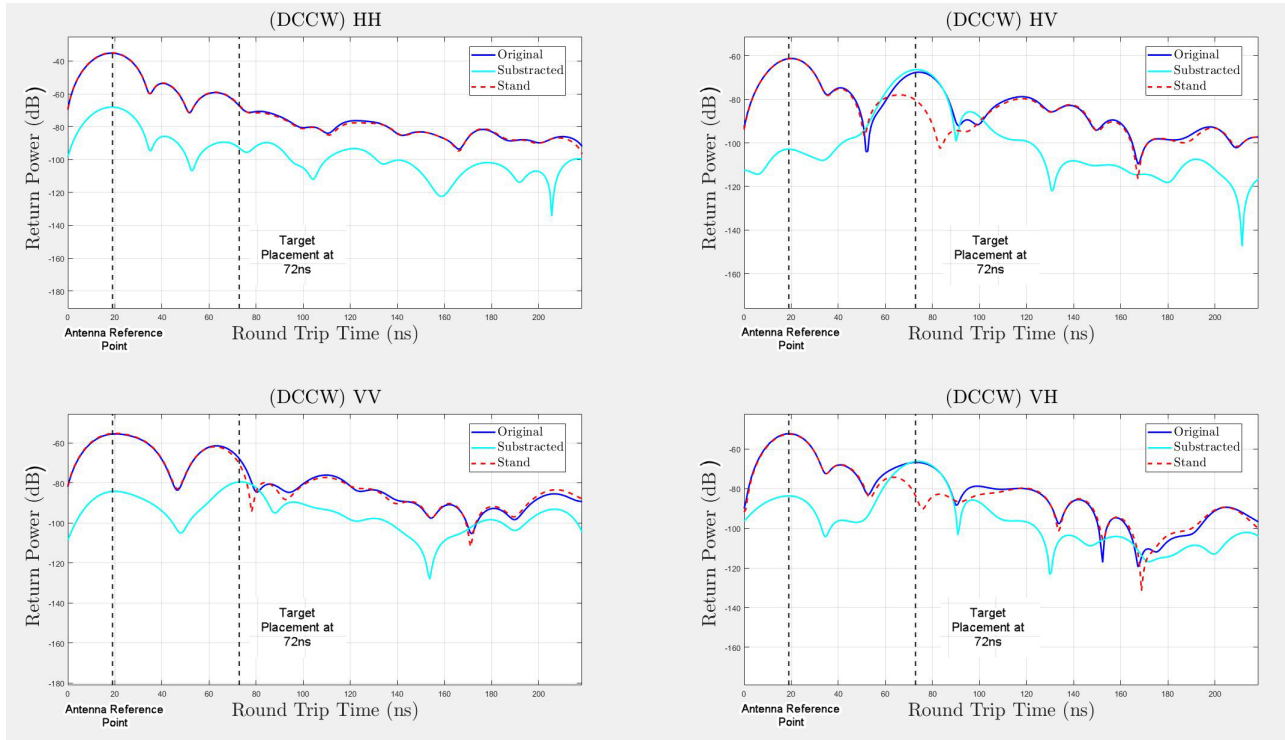 (DCCW) HH
Original
Substracted
Stand
-40
-60
-80
-100
-120
-140
-160
-180
Return Power (dB)
Target
Placement at
72ns
0 20 40 60 80 100 120 140 160 180 200
Antenna Reference
Point
Round Trip Time (ns)
(DCCW) HV
Original
Substracted
Stand
-60
-80
-100
-120
-140
-160
Return Power (dB)
Target
Placement at
72ns
0 20 40 60 80 100 120 140 160 180 200
Antenna Reference
Point
Round Trip Time (ns)
(DCCW) VV
Original
Substracted
Stand
-60
-80
-100
-120
-140
-160
-180
Return Power (dB)
Target
Placement at
72ns
0 20 40 60 80 100 120 140 160 180 200
Antenna Reference
Point
Round Trip Time (ns)
(DCCW) VH
Original
Substracted
Stand
-60
-80
-100
-120
-140
-160
Return Power (dB)
Target
Placement at
72ns
0 20 40 60 80 100 120 140 160 180 200
Antenna Reference
Point
Round Trip Time (ns)